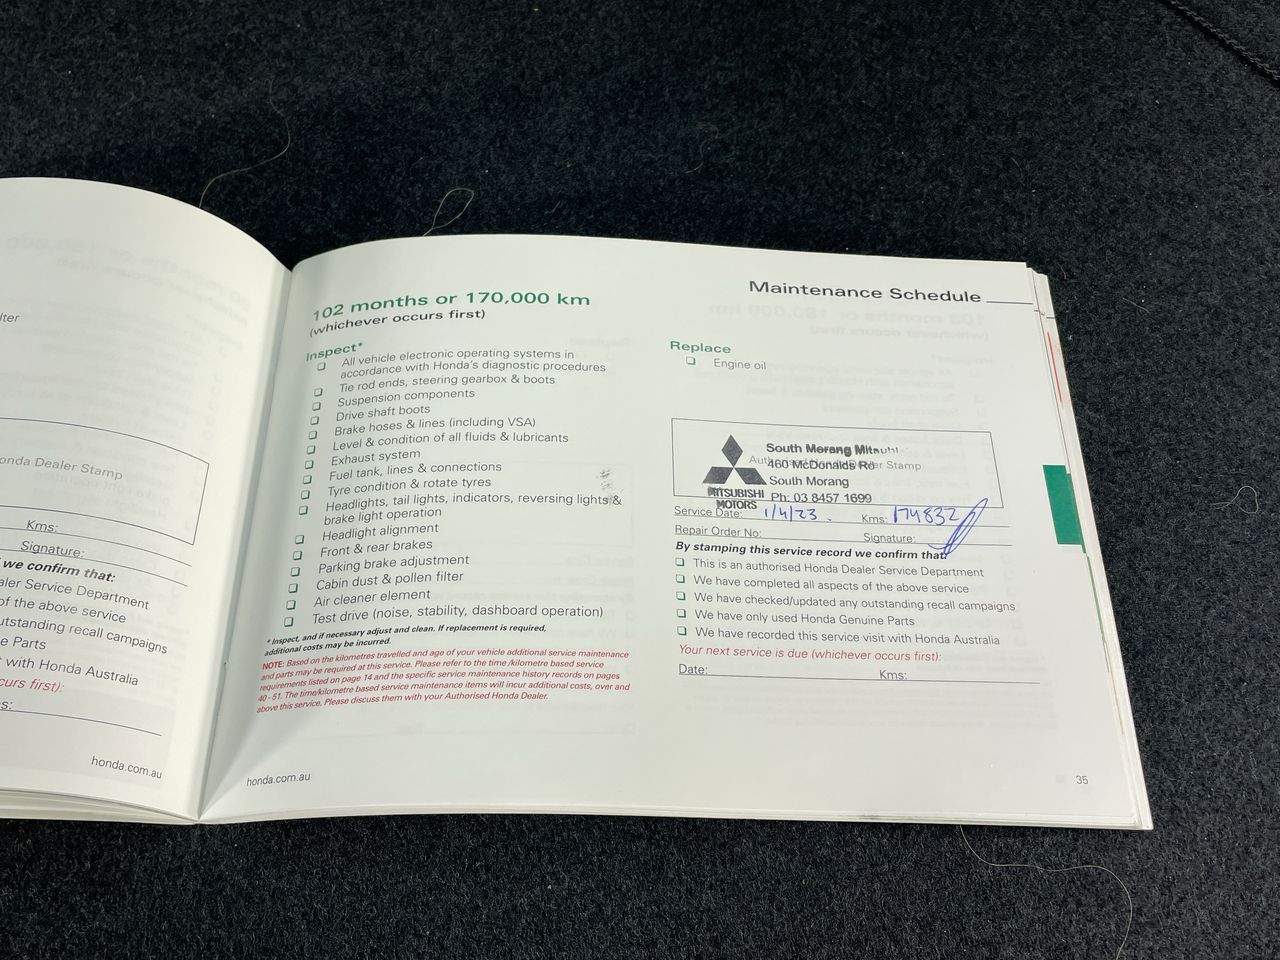 lter
onda Dealer Stamp
Kms:
Signature:
we confirm that:
aler Service Department
of the above service
utstanding recall campaigns
e Parts
with Honda Australia
curs first):
s:
honda.com.au
Maintenance Schedule
102 months or 170,000 km
(whichever occurs first)
Inspect*
All vehicle electronic operating systems in
accordance with Honda's diagnostic procedures
Tie rod ends, steering gearbox & boots
Suspension components
Drive shaft boots
Brake hoses & lines (including VSA)
Level & condition of all fluids & lubricants
Exhaust system
Fuel tank, lines & connections
Tyre condition & rotate tyres
Headlights, tail lights, indicators, reversing lights &
brake light operation
Headlight alignment
Front & rear brakes
Parking brake adjustment
Cabin dust & pollen filter
Air cleaner element
Test drive (noise, stability, dashboard operation)
* Inspect, and if necessary adjust and clean. If replacement is required,
additional costs may be incurred.
NOTE: Based on the kilometres travelled and age of your vehicle additional service maintenance
and parts may be required at this service. Please refer to the time /kilometre based service
requirements listed on page 14 and the specific service maintenance history records on pages
40 - 51. The time/kilometre based service maintenance items will incur additional costs, over and
above this service. Please discuss them with your Authorised Honda Dealer.
honda.com.au
Replace
Engine oil
South Morang Mitsubi
460 McDonalds Rd
South Morang
Ph: 03 8457 1699
MITSUBISHI
MOTORS
Dealer Stamp
Service Date: 1/4/23 Kms: 174832
Repair Order No: Signature:
By stamping this service record we confirm that:
This is an authorised Honda Dealer Service Department
We have completed all aspects of the above service
We have checked/updated any outstanding recall campaigns
We have only used Honda Genuine Parts
We have recorded this service visit with Honda Australia
Your next service is due (whichever occurs first):
Date: Kms:
35